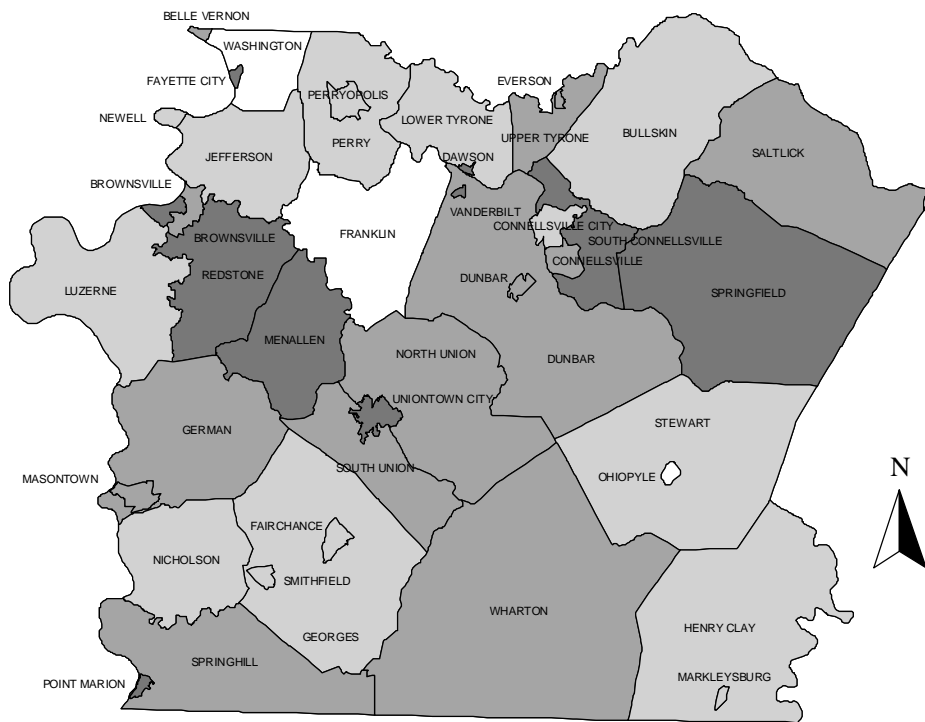 BELLE VERNON
WASHINGTON
FAYETTE CITY
EVERSON
PERRYOPOLIS
NEWELL
LOWER TYRONE
BULLSKIN
UPPER TYRONE
PERRY
SALTLICK
JEFFERSON
DAWSON
BROWNSVILLE
VANDERBILT
CONNELLSVILLE CITY
FRANKLIN
BROWNSVILLE
SOUTH CONNELLSVILLE
CONNELLSVILLE
REDSTONE
DUNBAR
LUZERNE
SPRINGFIELD
MENALLEN
NORTH UNION
DUNBAR
UNIONTOWN CITY
STEWART
GERMAN
SOUTH UNION
N
MASONTOWN
OHIOPYLE
FAIRCHANCE
NICHOLSON
SMITHFIELD
WHARTON
HENRY CLAY
GEORGES
SPRINGHILL
MARKLEYSBURG
POINT MARION